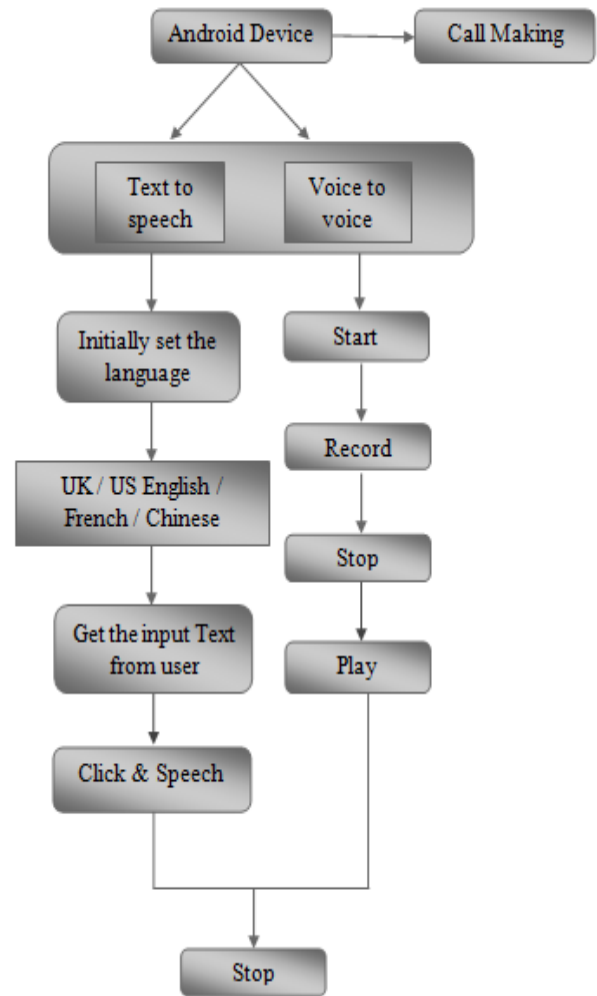 Android Device
Call Making
Text to
speech
Voice to
voice
Initially set the
language
UK / US English /
French / Chinese
Get the input Text
from user
Click & Speech
Start
Record
Stop
Play
Stop